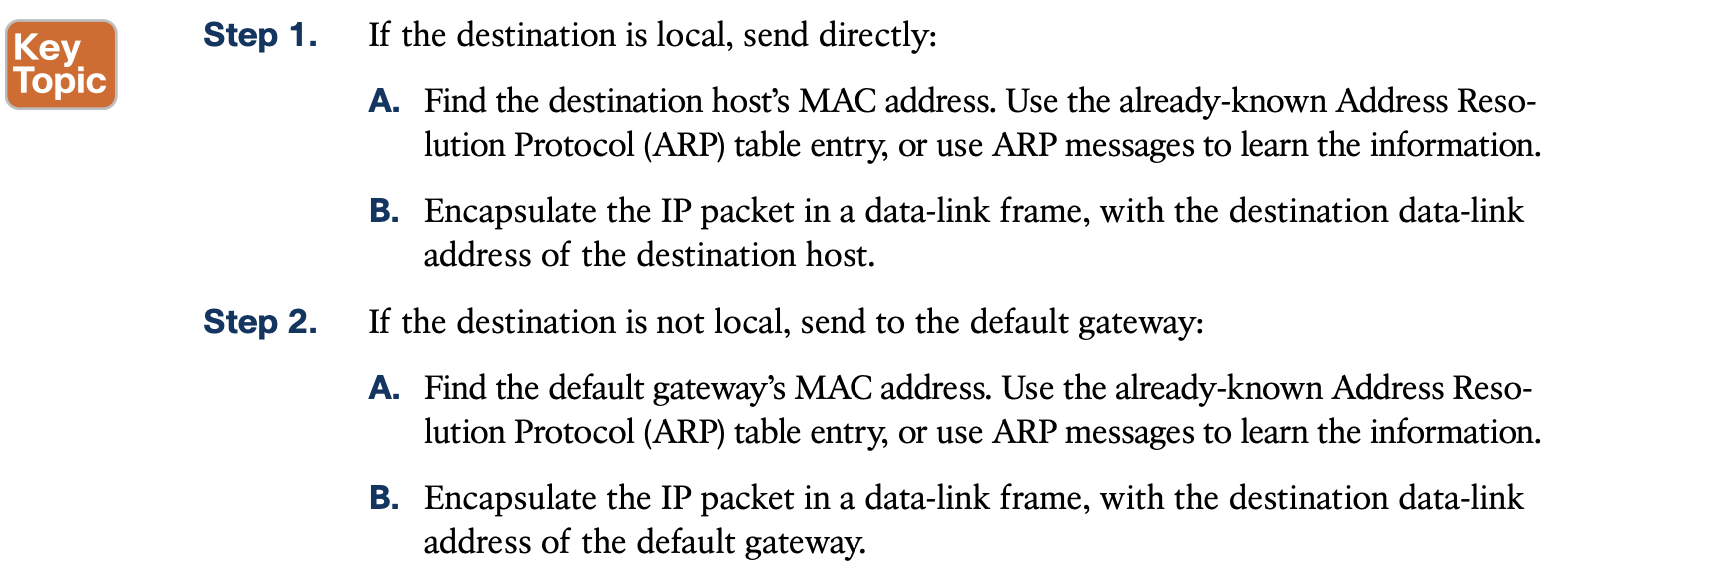 Key
Topic
Step 1. If the destination is local, send directly:
A. Find the destination host’s MAC address. Use the already-known Address Reso-
lution Protocol (ARP) table entry, or use ARP messages to learn the information.
B. Encapsulate the IP packet in a data-link frame, with the destination data-link
address of the destination host.
Step 2. If the destination is not local, send to the default gateway:
A. Find the default gateway’s MAC address. Use the already-known Address Reso-
lution Protocol (ARP) table entry, or use ARP messages to learn the information.
B. Encapsulate the IP packet in a data-link frame, with the destination data-link
address of the default gateway.